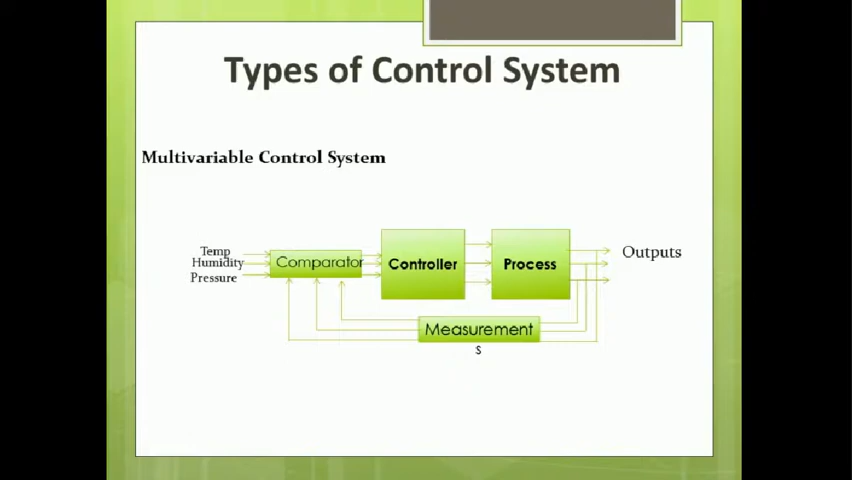 Types of Control System
Multivariable Control System
Temp
Humidity
Pressure
Comparator
Controller
Process
Outputs
Measurement
s